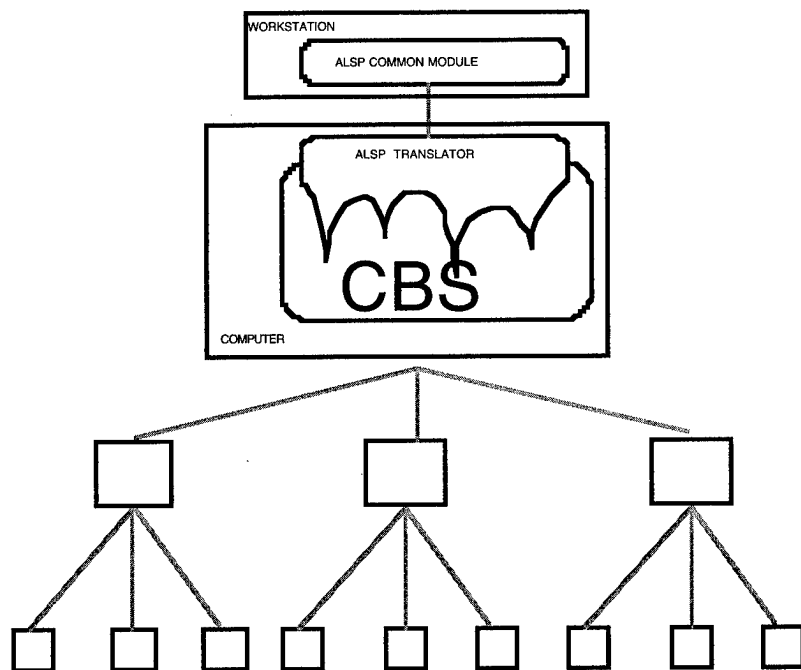 WORKSTATION
ALSP COMMON MODULE
ALSP TRANSLATOR
CBS
COMPUTER